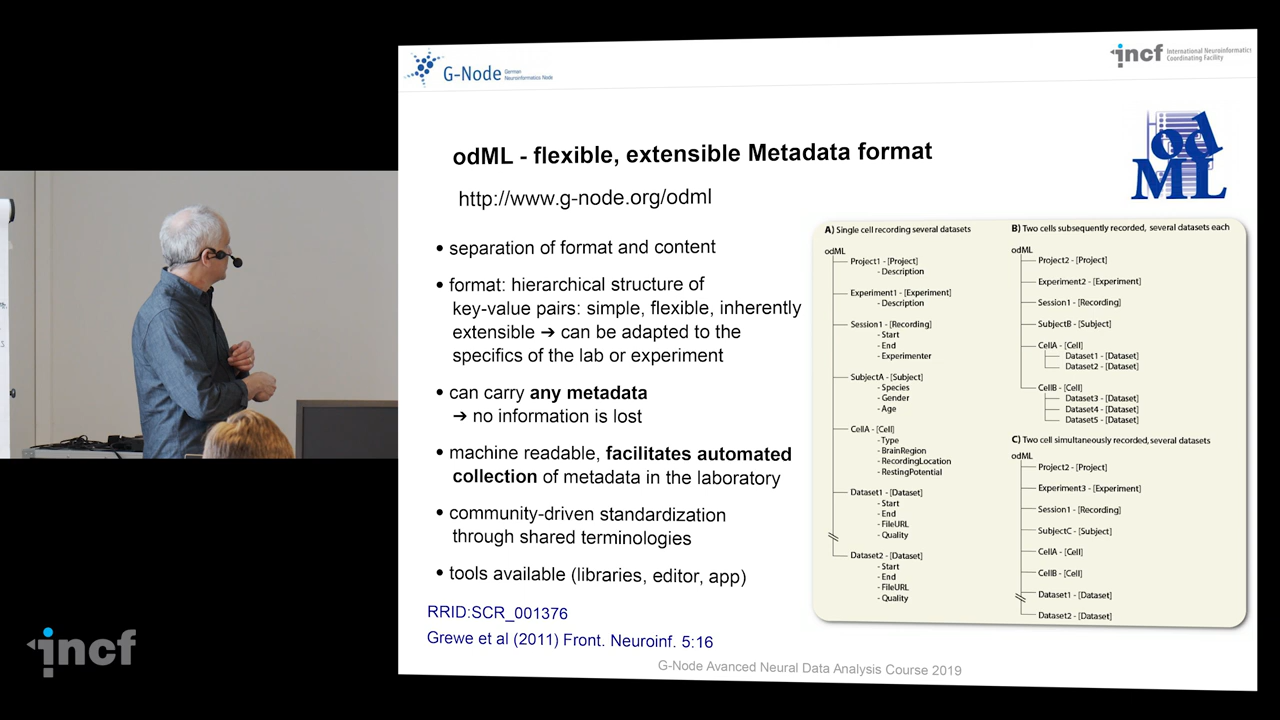 G-Node German Neuroinformatics Node
incf International Neuroinformatics Coordinating Facility
odML - flexible, extensible Metadata format
odML
http://www.g-node.org/odml
• separation of format and content
• format: hierarchical structure of
key-value pairs: simple, flexible, inherently
extensible ➔ can be adapted to the
specifics of the lab or experiment
• can carry any metadata
➔ no information is lost
• machine readable, facilitates automated
collection of metadata in the laboratory
• community-driven standardization
through shared terminologies
• tools available (libraries, editor, app)
RRID:SCR_001376
Grewe et al (2011) Front. Neuroinf. 5:16
A) Single cell recording several datasets
odML
Project1 - [Project]
- Description
Experiment1 - [Experiment]
- Description
Session1 - [Recording]
- Start
- End
- Experimenter
SubjectA - [Subject]
- Species
- Gender
- Age
CellA - [Cell]
- Type
- BrainRegion
- RecordingLocation
- RestingPotential
Dataset1 - [Dataset]
- Start
- End
- FileURL
- Quality
Dataset2 - [Dataset]
- Start
- End
- FileURL
- Quality
B) Two cells subsequently recorded, several datasets each
odML
Project2 - [Project]
Experiment2 - [Experiment]
Session1 - [Recording]
SubjectB - [Subject]
CellA - [Cell]
Dataset1 - [Dataset]
Dataset2 - [Dataset]
CellB - [Cell]
Dataset3 - [Dataset]
Dataset4 - [Dataset]
Dataset5 - [Dataset]
C) Two cell simultaneously recorded, several datasets
odML
Project2 - [Project]
Experiment3 - [Experiment]
Session1 - [Recording]
SubjectC - [Subject]
CellA - [Cell]
CellB - [Cell]
Dataset1 - [Dataset]
Dataset2 - [Dataset]
G-Node Avanced Neural Data Analysis Course 2019
incf